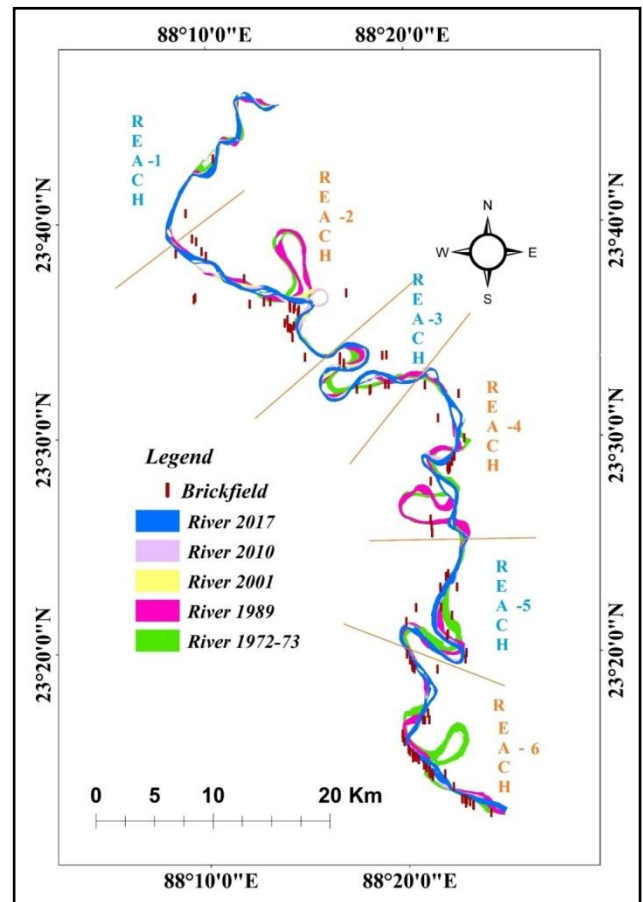 88°10'0"E 88°20'0"E
REACH -1
REACH -2
REACH -3
REACH -4
REACH -5
REACH - 6
23°40'0"N 23°40'0"N
23°30'0"N 23°30'0"N
23°20'0"N 23°20'0"N
N
W E
S
Legend
Brickfield
River 2017
River 2010
River 2001
River 1989
River 1972-73
0 5 10 20 Km
88°10'0"E 88°20'0"E